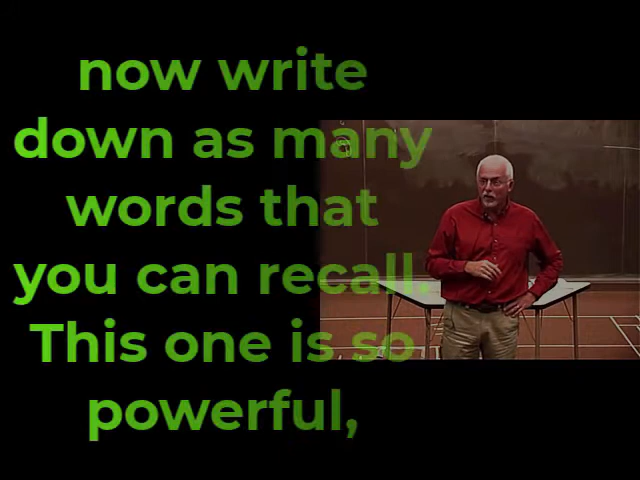 now write
down as many
words that
you can recall.
This one is so
powerful,